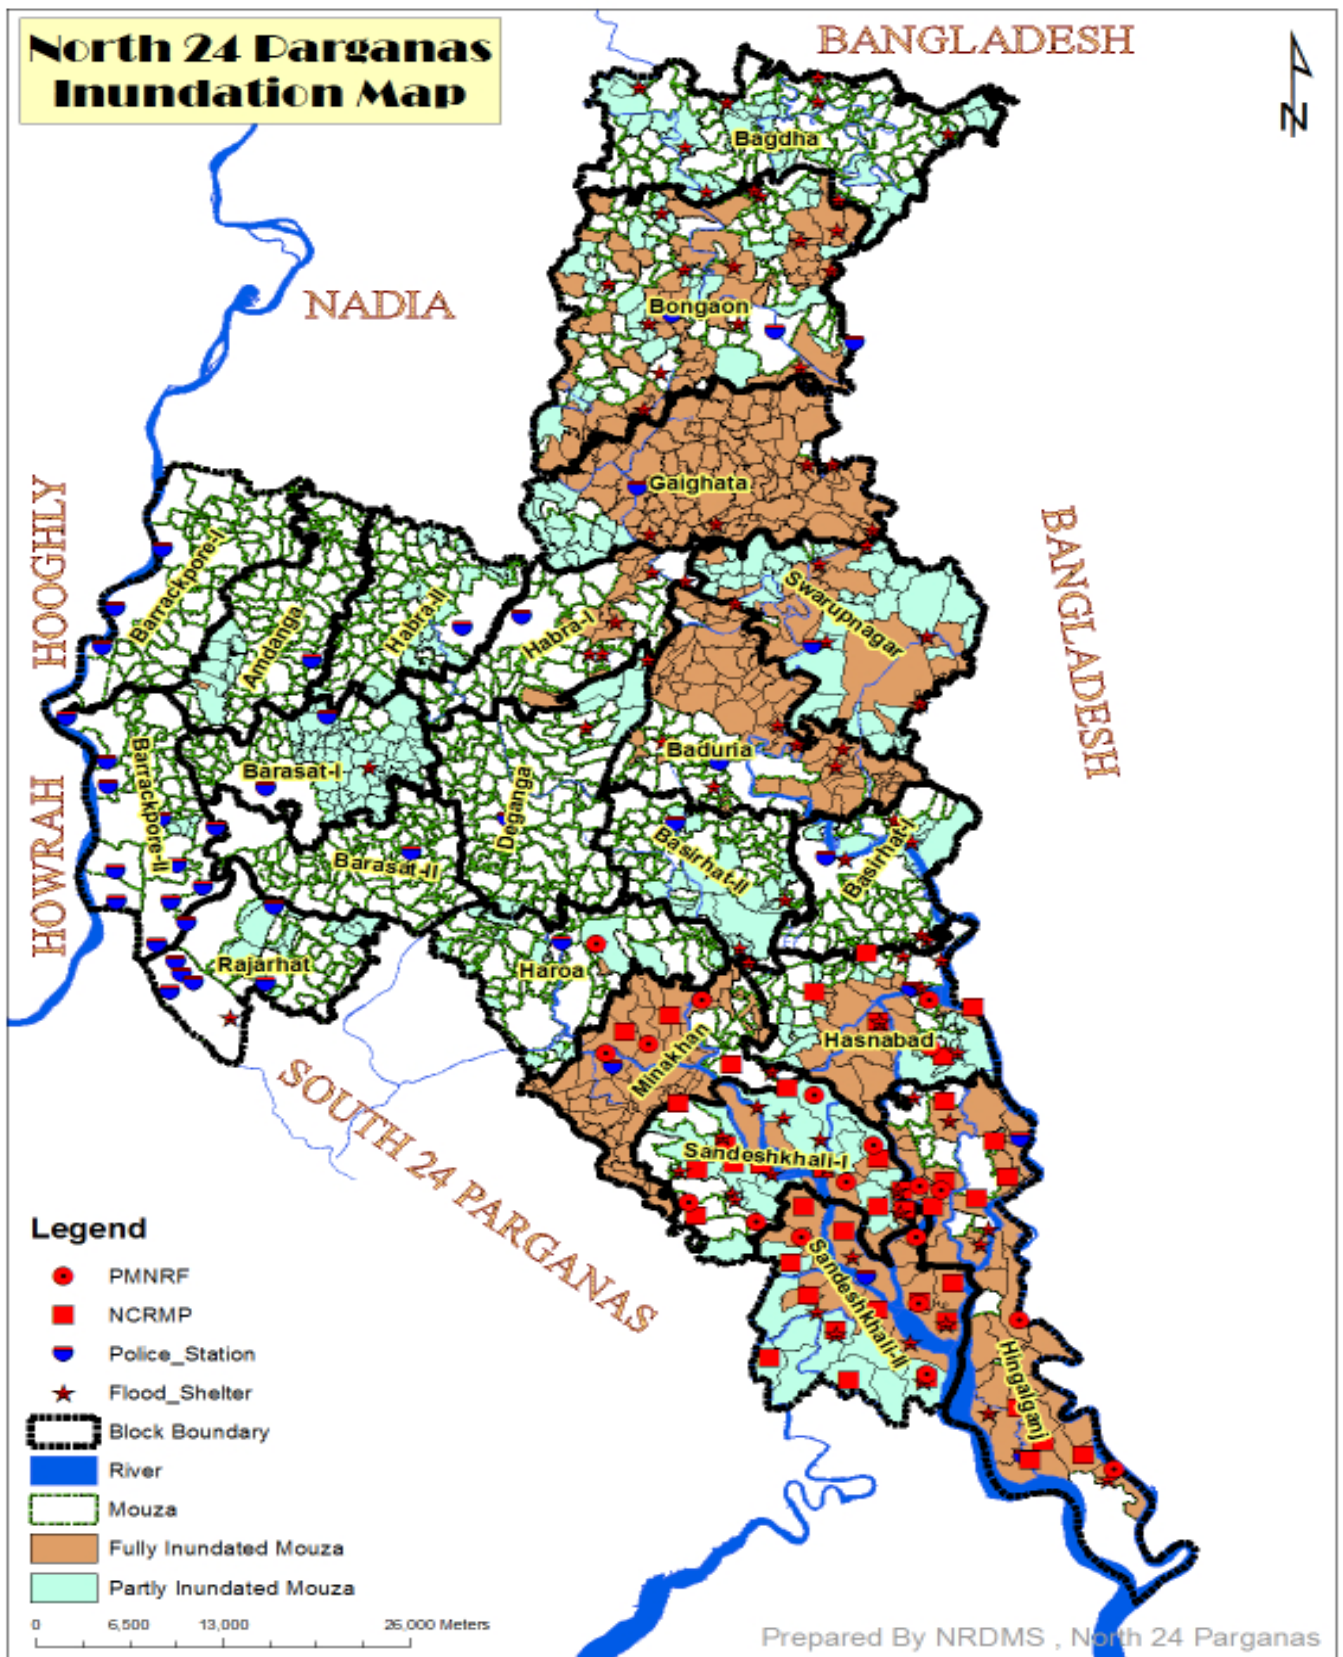 North 24 Parganas
Inundation Map
BANGLADESH
N
NADIA
HOOGHLY
HOWRAH
BANGLADESH
SOUTH 24 PARGANAS
Bagdha
Bongaon
Gaighata
Swarupnagar
Barrackpore-I
Amdanga
Habra-II
Habra-I
Baduria
Barrackpore-II
Barasat-I
Deganga
Barasat-II
Basirhat-II
Basirhat-I
Rajarhat
Haroa
Minakhan
Hasnabad
Sandeshkhali-I
Sandeshkhali-II
Hingalganj
Legend
PMNRF
NCRMP
Police_Station
Flood_Shelter
Block Boundary
River
Mouza
Fully Inundated Mouza
Partly Inundated Mouza
0 6,500 13,000 26,000 Meters
Prepared By NRDMS , North 24 Parganas